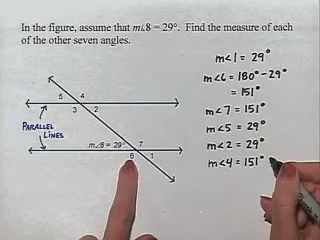 In the figure, assume that m∠8 = 29°. Find the measure of each
of the other seven angles.
m∠1 = 29°
m∠6 = 180° - 29°
= 151°
m∠7 = 151°
m∠5 = 29°
m∠2 = 29°
m∠4 = 151°
5 4
3 2
PARALLEL
LINES
m∠8 = 29° 7
6 1